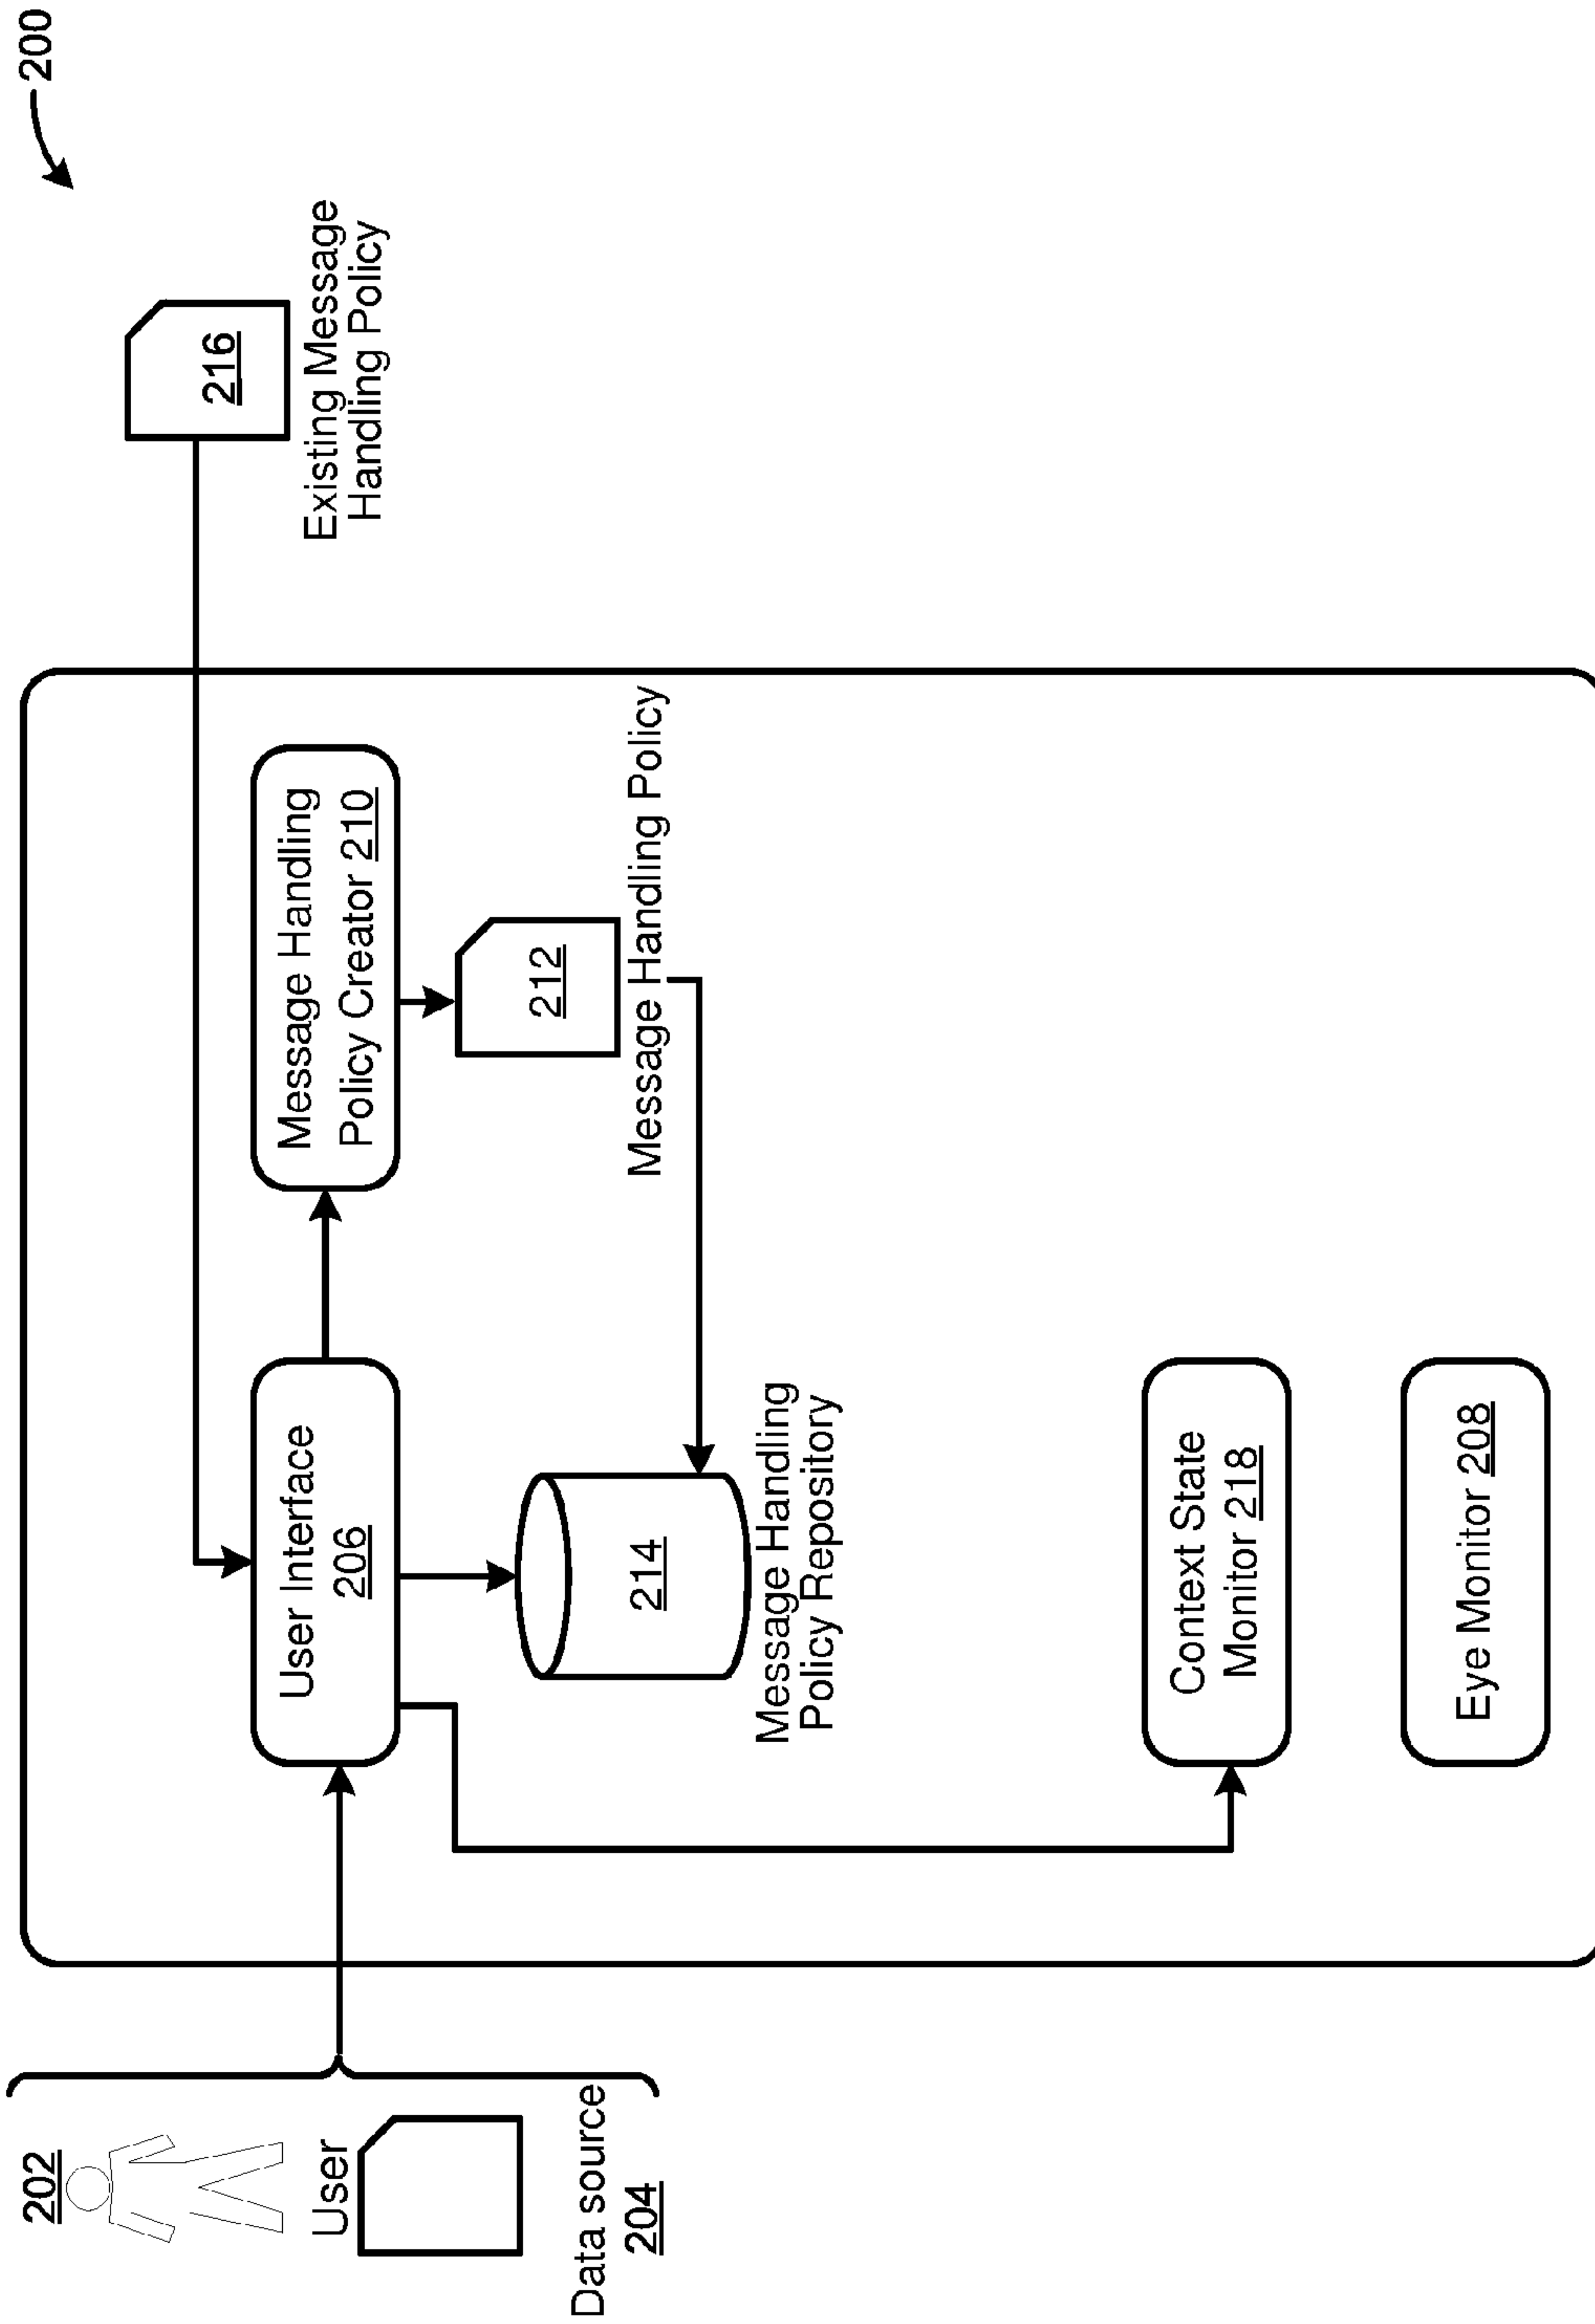 200
202
User
Data source
204
User Interface
206
Message Handling
Policy Creator 210
216
Existing Message
Handling Policy
212
Message Handling Policy
214
Message Handling
Policy Repository
Context State
Monitor 218
Eye Monitor 208